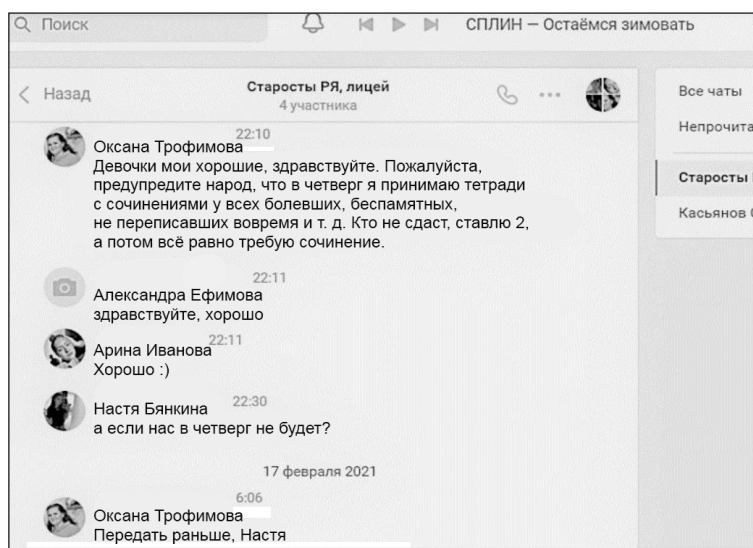 Поиск
СПЛИН — Остаёмся зимовать
Назад
Старосты РЯ, лицей
4 участника
Все чаты
Непрочита
Старосты
Касьянов
22:10
Оксана Трофимова
Девочки мои хорошие, здравствуйте. Пожалуйста,
предупредите народ, что в четверг я принимаю тетради
с сочинениями у всех болевших, беспамятных,
не переписавших вовремя и т. д. Кто не сдаст, ставлю 2,
а потом всё равно требую сочинение.
22:11
Александра Ефимова
здравствуйте, хорошо
22:11
Арина Иванова
Хорошо :)
Настя Бянкина 22:30
а если нас в четверг не будет?
17 февраля 2021
6:06
Оксана Трофимова
Передать раньше, Настя